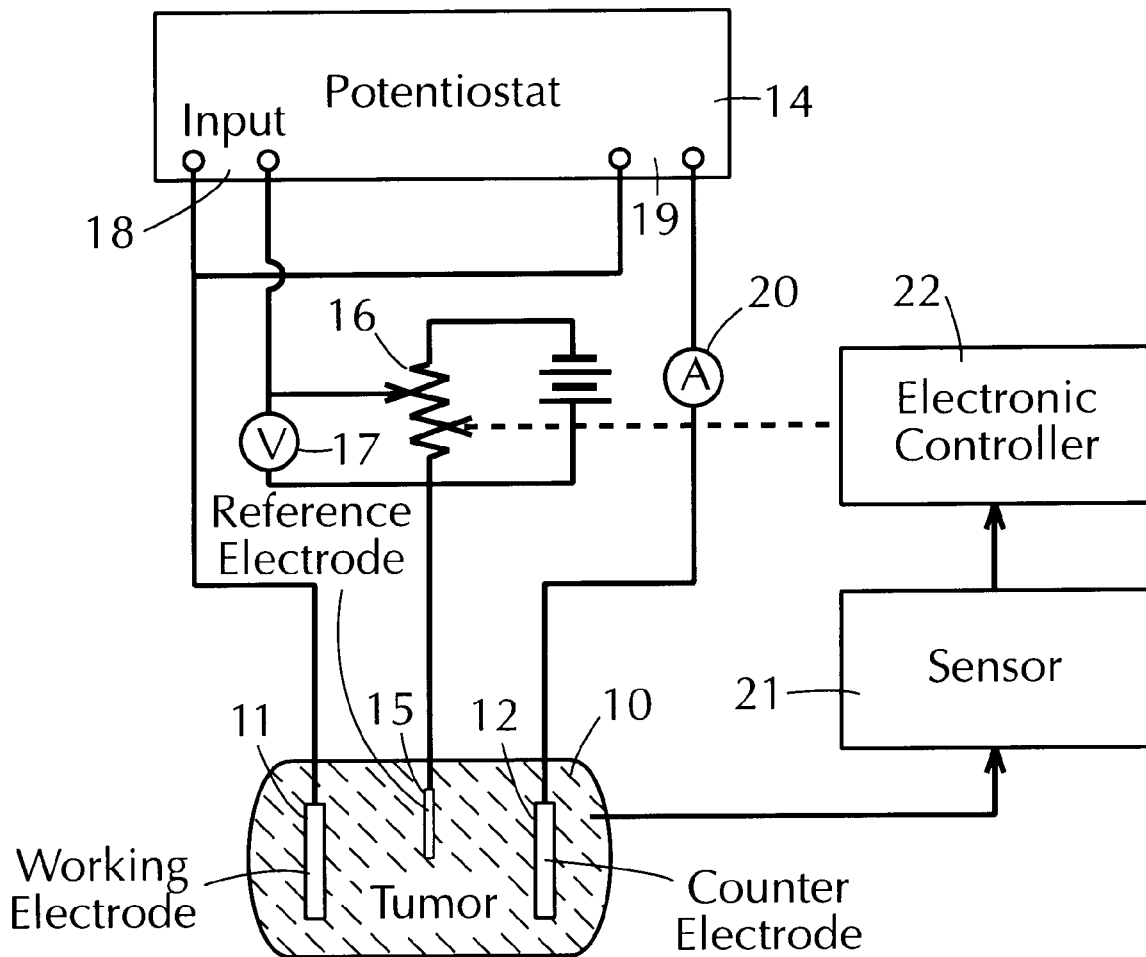 Potentiostat
14
Input
18
19
20
16
22
A
Electronic
Controller
V
17
Reference
Electrode
Sensor
21
11
15
12
10
Working
Electrode
Tumor
Counter
Electrode